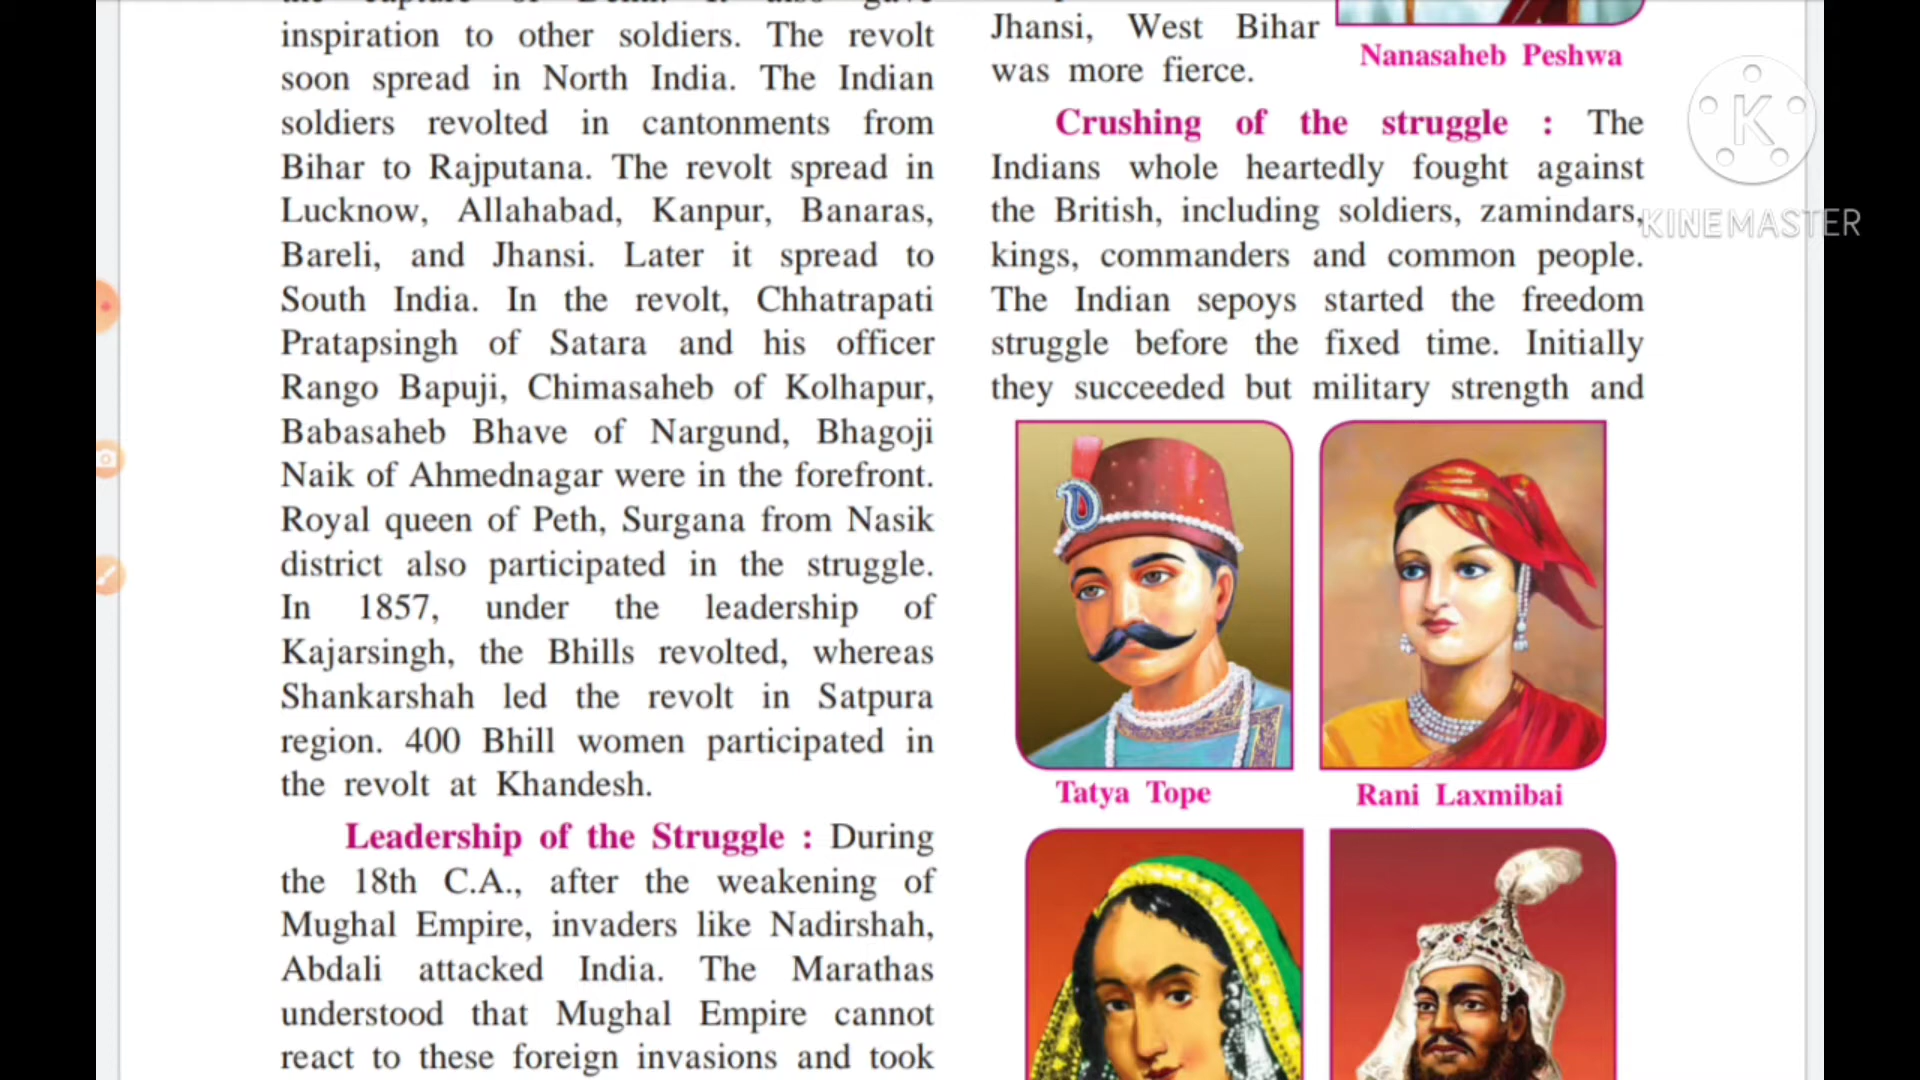 the capture of Delhi. It also gave
inspiration to other soldiers. The revolt
soon spread in North India. The Indian
soldiers revolted in cantonments from
Bihar to Rajputana. The revolt spread in
Lucknow, Allahabad, Kanpur, Banaras,
Bareli, and Jhansi. Later it spread to
South India. In the revolt, Chhatrapati
Pratapsingh of Satara and his officer
Rango Bapuji, Chimasaheb of Kolhapur,
Babasaheb Bhave of Nargund, Bhagoji
Naik of Ahmednagar were in the forefront.
Royal queen of Peth, Surgana from Nasik
district also participated in the struggle.
In 1857, under the leadership of
Kajarsingh, the Bhills revolted, whereas
Shankarshah led the revolt in Satpura
region. 400 Bhill women participated in
the revolt at Khandesh.
Leadership of the Struggle : During
the 18th C.A., after the weakening of
Mughal Empire, invaders like Nadirshah,
Abdali attacked India. The Marathas
understood that Mughal Empire cannot
react to these foreign invasions and took
Jhansi, West Bihar
was more fierce.
Nanasaheb Peshwa
Crushing of the struggle : The
Indians whole heartedly fought against
the British, including soldiers, zamindars,
kings, commanders and common people.
The Indian sepoys started the freedom
struggle before the fixed time. Initially
they succeeded but military strength and
Tatya Tope
Rani Laxmibai
K
KINEMASTER